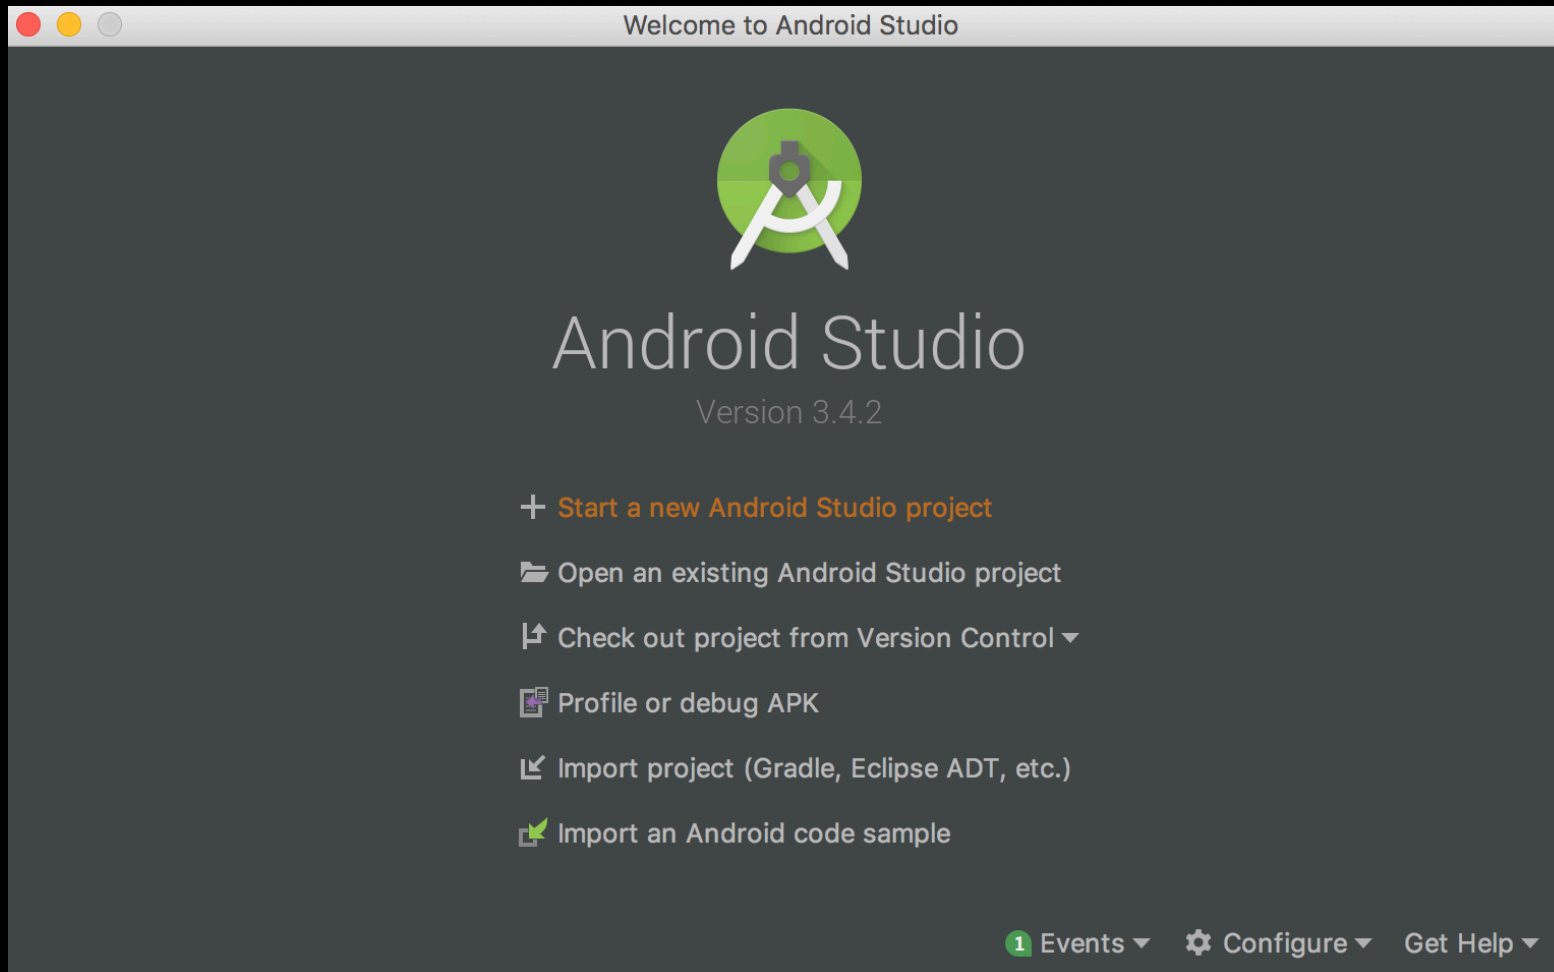 Welcome to Android Studio
Android Studio
Version 3.4.2
Start a new Android Studio project
Open an existing Android Studio project
Check out project from Version Control
Profile or debug APK
Import project (Gradle, Eclipse ADT, etc.)
Import an Android code sample
1 Events Configure Get Help